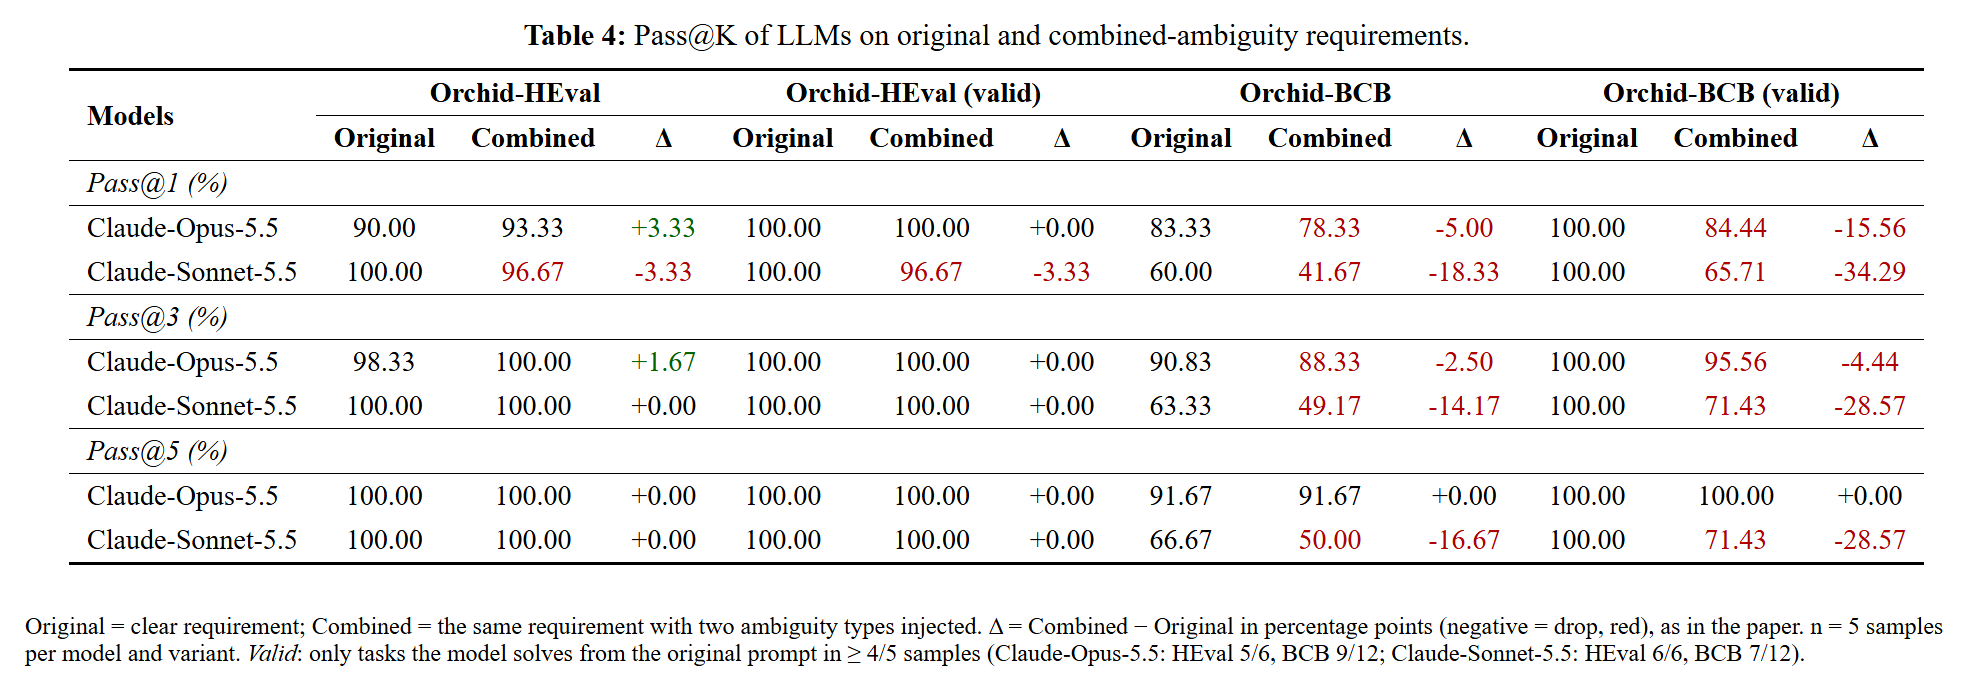 Table 4: Pass@K of LLMs on original and combined-ambiguity requirements.
Models Orchid-HEval Orchid-HEval (valid) Orchid-BCB Orchid-BCB (valid)
Original Combined Δ Original Combined Δ Original Combined Δ Original Combined Δ
Pass@1 (%)
Claude-Opus-5.5 90.00 93.33 +3.33 100.00 100.00 +0.00 83.33 78.33 -5.00 100.00 84.44 -15.56
Claude-Sonnet-5.5 100.00 96.67 -3.33 100.00 96.67 -3.33 60.00 41.67 -18.33 100.00 65.71 -34.29
Pass@3 (%)
Claude-Opus-5.5 98.33 100.00 +1.67 100.00 100.00 +0.00 90.83 88.33 -2.50 100.00 95.56 -4.44
Claude-Sonnet-5.5 100.00 100.00 +0.00 100.00 100.00 +0.00 63.33 49.17 -14.17 100.00 71.43 -28.57
Pass@5 (%)
Claude-Opus-5.5 100.00 100.00 +0.00 100.00 100.00 +0.00 91.67 91.67 +0.00 100.00 100.00 +0.00
Claude-Sonnet-5.5 100.00 100.00 +0.00 100.00 100.00 +0.00 66.67 50.00 -16.67 100.00 71.43 -28.57
Original = clear requirement; Combined = the same requirement with two ambiguity types injected. Δ = Combined − Original in percentage points (negative = drop, red), as in the paper. n = 5 samples
per model and variant. Valid: only tasks the model solves from the original prompt in ≥ 4/5 samples (Claude-Opus-5.5: HEval 5/6, BCB 9/12; Claude-Sonnet-5.5: HEval 6/6, BCB 7/12).